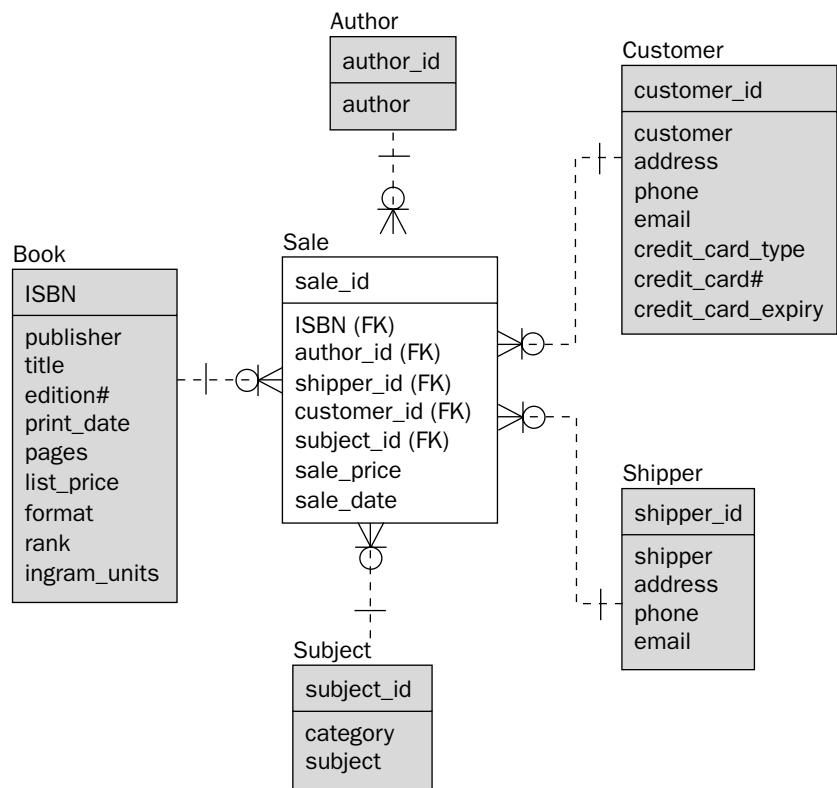 Author
author_id
author
Customer
customer_id
customer
address
phone
email
credit_card_type
credit_card#
credit_card_expiry
Book
ISBN
publisher
title
edition#
print_date
pages
list_price
format
rank
ingram_units
Sale
sale_id
ISBN (FK)
author_id (FK)
shipper_id (FK)
customer_id (FK)
subject_id (FK)
sale_price
sale_date
Shipper
shipper_id
shipper
address
phone
email
Subject
subject_id
category
subject